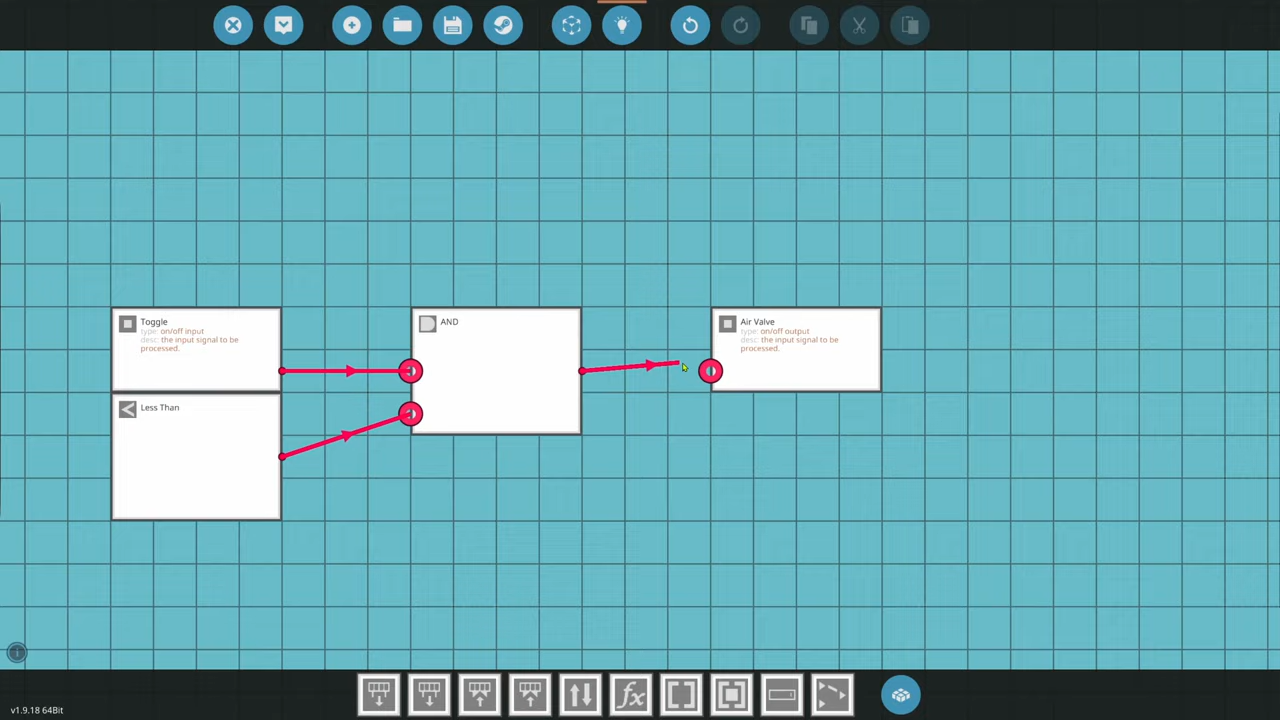 Toggle
type: on/off input
desc: the input signal to be
processed.
AND
Air Valve
type: on/off output
desc: the input signal to be
processed.
Less Than
fx
v1.9.18 64Bit